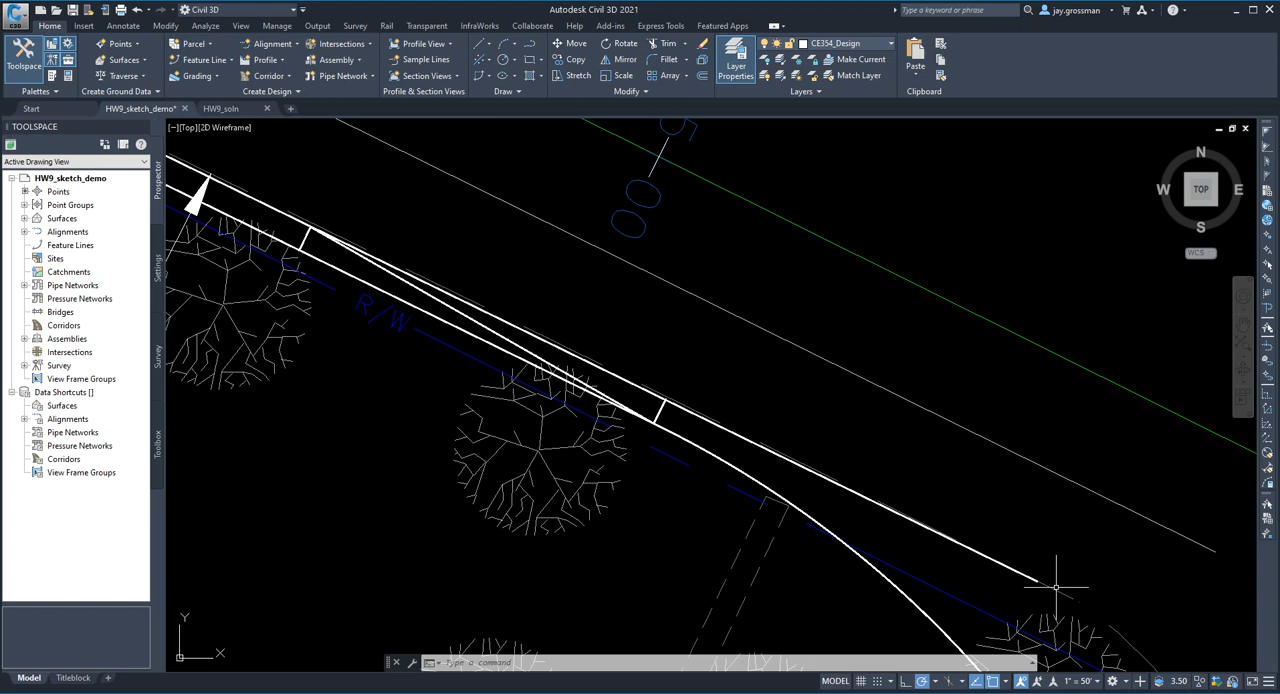 Civil 3D
Autodesk Civil 3D 2021
Type a keyword or phrase
jay.grossman
C3D
Home Insert Annotate Modify Analyze View Manage Output Survey Rail Transparent InfraWorks Collaborate Help Add-ins Express Tools Featured Apps
Toolspace
Palettes
Points
Surfaces
Traverse
Create Ground Data
Parcel
Feature Line
Grading
Alignment
Profile
Corridor
Intersections
Assembly
Pipe Network
Create Design
Profile View
Sample Lines
Section Views
Profile & Section Views
Draw
Move
Copy
Stretch
Rotate
Mirror
Scale
Trim
Fillet
Array
Modify
Layer
Properties
CE354_Design
Make Current
Match Layer
Layers
Paste
Clipboard
Start
HW9_sketch_demo*
HW9_soln
TOOLSPACE
Active Drawing View
HW9_sketch_demo
Points
Point Groups
Surfaces
Alignments
Feature Lines
Sites
Catchments
Pipe Networks
Pressure Networks
Bridges
Corridors
Assemblies
Intersections
Survey
View Frame Groups
Data Shortcuts []
Surfaces
Alignments
Pipe Networks
Pressure Networks
Corridors
View Frame Groups
Prospector
Settings
Survey
Toolbox
[−][Top][2D Wireframe]
N
W
TOP
E
S
WCS
R/W
Y
X
Type a command
Model
Titleblock
MODEL
1" = 50'
3.50